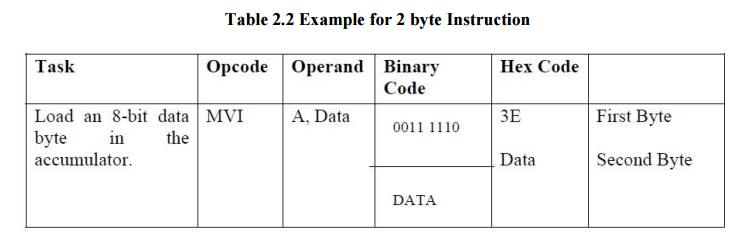 Table 2.2 Example for 2 byte Instruction
Task Opcode Operand Binary Code Hex Code
Load an 8-bit data byte in the accumulator. MVI A, Data 0011 1110 3E First Byte
DATA Data Second Byte